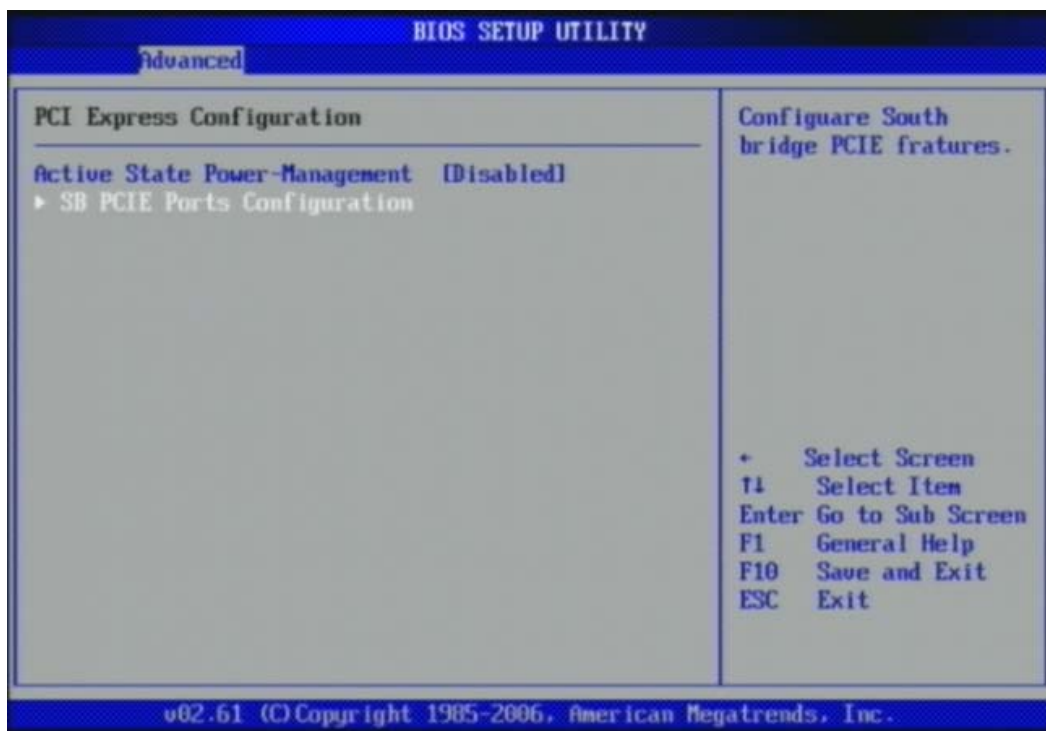 BIOS SETUP UTILITY
Advanced
PCI Express Configuration
Active State Power-Management [Disabled]
▶ SB PCIE Ports Configuration
Configuare South
bridge PCIE fratures.
← Select Screen
↑↓ Select Item
Enter Go to Sub Screen
F1 General Help
F10 Save and Exit
ESC Exit
v02.61 (C)Copyright 1985-2006, American Megatrends, Inc.